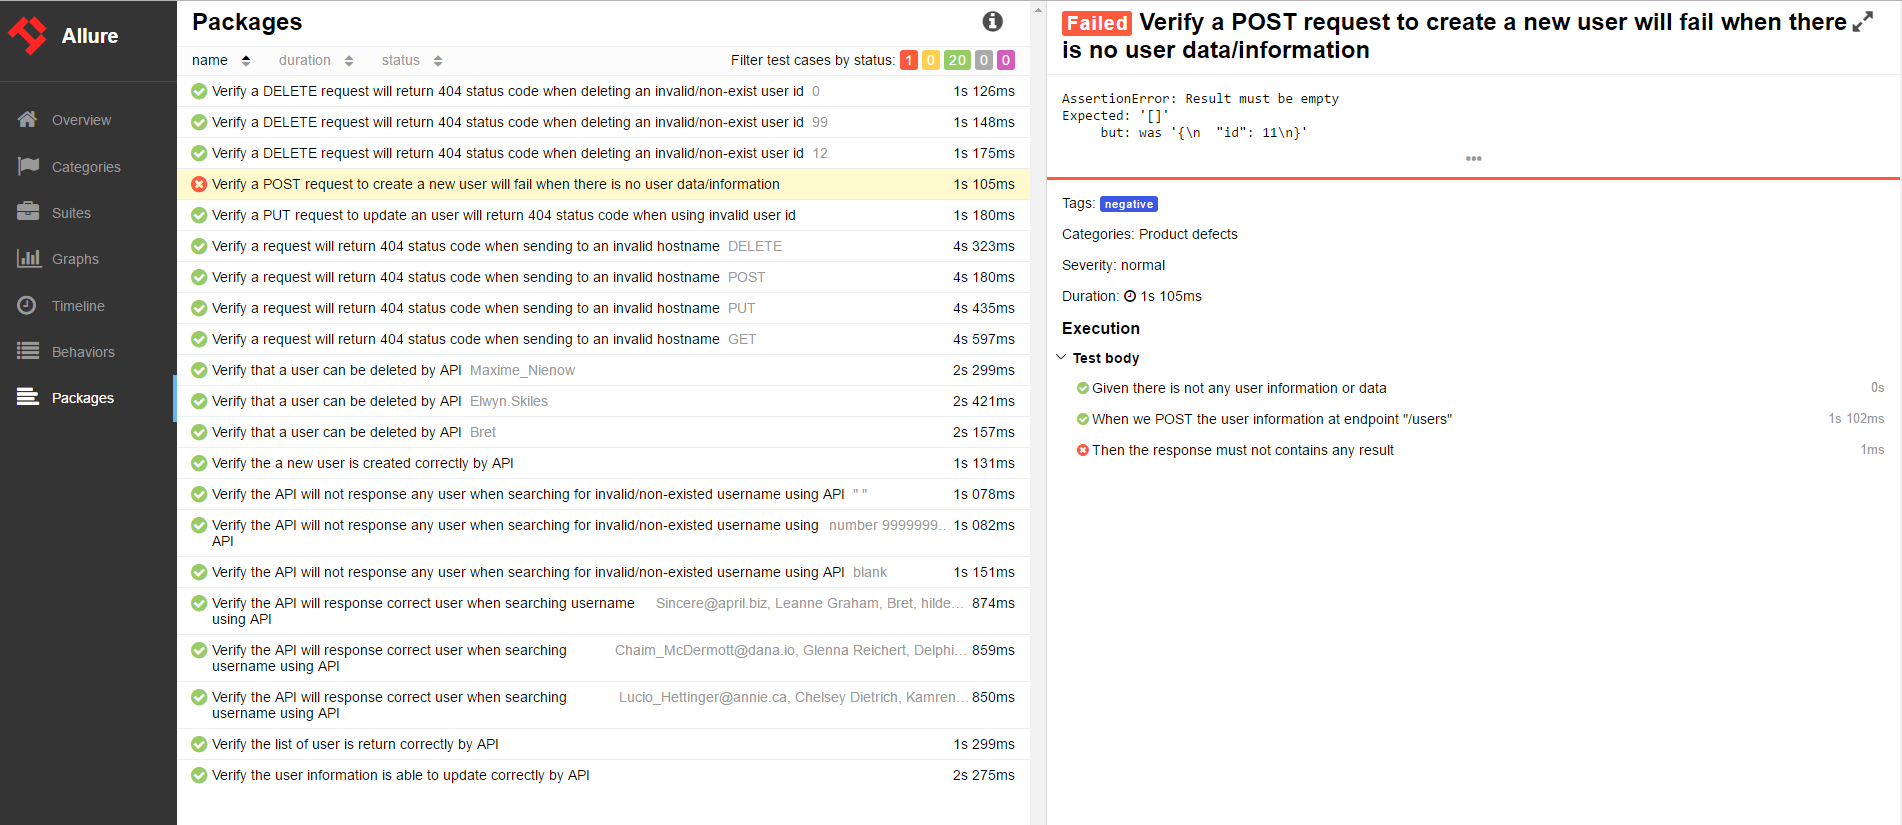 Allure
Overview
Categories
Suites
Graphs
Timeline
Behaviors
Packages
Packages
name duration status Filter test cases by status: 1 0 20 0 0
Verify a DELETE request will return 404 status code when deleting an invalid/non-exist user id 0 1s 126ms
Verify a DELETE request will return 404 status code when deleting an invalid/non-exist user id 99 1s 148ms
Verify a DELETE request will return 404 status code when deleting an invalid/non-exist user id 12 1s 175ms
Verify a POST request to create a new user will fail when there is no user data/information 1s 105ms
Verify a PUT request to update an user will return 404 status code when using invalid user id 1s 180ms
Verify a request will return 404 status code when sending to an invalid hostname DELETE 4s 323ms
Verify a request will return 404 status code when sending to an invalid hostname POST 4s 180ms
Verify a request will return 404 status code when sending to an invalid hostname PUT 4s 435ms
Verify a request will return 404 status code when sending to an invalid hostname GET 4s 597ms
Verify that a user can be deleted by API Maxime_Nienow 2s 299ms
Verify that a user can be deleted by API Elwyn.Skiles 2s 421ms
Verify that a user can be deleted by API Bret 2s 157ms
Verify the a new user is created correctly by API 1s 131ms
Verify the API will not response any user when searching for invalid/non-existed username using API " " 1s 078ms
Verify the API will not response any user when searching for invalid/non-existed username using number 9999999... 1s 082ms
API
Verify the API will not response any user when searching for invalid/non-existed username using API blank 1s 151ms
Verify the API will response correct user when searching username Sincere@april.biz, Leanne Graham, Bret, hilde... 874ms
using API
Verify the API will response correct user when searching Chaim_McDermott@dana.io, Glenna Reichert, Delphi... 859ms
username using API
Verify the API will response correct user when searching Lucio_Hettinger@annie.ca, Chelsey Dietrich, Kamren... 850ms
username using API
Verify the list of user is return correctly by API 1s 299ms
Verify the user information is able to update correctly by API 2s 275ms
Failed Verify a POST request to create a new user will fail when there
is no user data/information
AssertionError: Result must be empty
Expected: '[]'
but: was '{\n  "id": 11\n}'
Tags: negative
Categories: Product defects
Severity: normal
Duration: 1s 105ms
Execution
Test body
Given there is not any user information or data 0s
When we POST the user information at endpoint "/users" 1s 102ms
Then the response must not contains any result 1ms